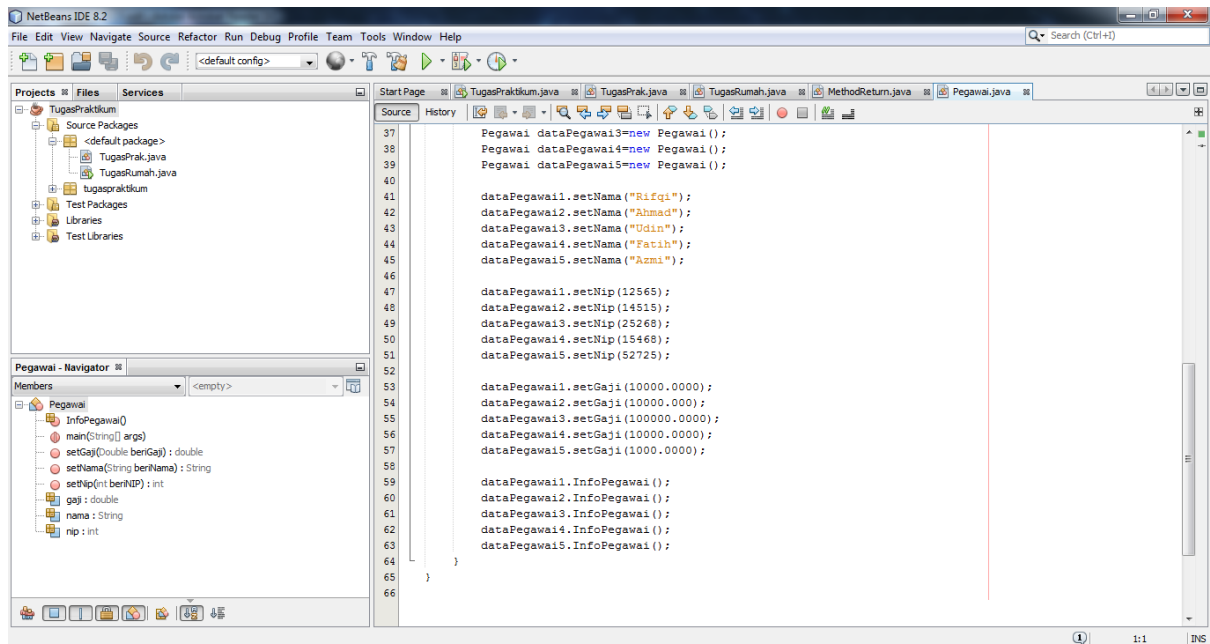 NetBeans IDE 8.2
File Edit View Navigate Source Refactor Run Debug Profile Team Tools Window Help
Search (Ctrl+I)
<default config>
Projects Files Services
TugasPraktikum
Source Packages
<default package>
TugasPrak.java
TugasRumah.java
tugaspraktikum
Test Packages
Libraries
Test Libraries
Pegawai - Navigator
Members <empty>
Pegawai
InfoPegawai()
main(String[] args)
setGaji(Double beriGaji) : double
setNama(String beriNama) : String
setNip(int beriNIP) : int
gaji : double
nama : String
nip : int
Start Page TugasPraktikum.java TugasPrak.java TugasRumah.java MethodReturn.java Pegawai.java
Source History
37 Pegawai dataPegawai3=new Pegawai();
38 Pegawai dataPegawai4=new Pegawai();
39 Pegawai dataPegawai5=new Pegawai();
40
41 dataPegawai1.setNama("Rifqi");
42 dataPegawai2.setNama("Ahmad");
43 dataPegawai3.setNama("Udin");
44 dataPegawai4.setNama("Fatih");
45 dataPegawai5.setNama("Azmi");
46
47 dataPegawai1.setNip(12565);
48 dataPegawai2.setNip(14515);
49 dataPegawai3.setNip(25268);
50 dataPegawai4.setNip(15468);
51 dataPegawai5.setNip(52725);
52
53 dataPegawai1.setGaji(10000.0000);
54 dataPegawai2.setGaji(10000.000);
55 dataPegawai3.setGaji(100000.0000);
56 dataPegawai4.setGaji(10000.0000);
57 dataPegawai5.setGaji(1000.0000);
58
59 dataPegawai1.InfoPegawai();
60 dataPegawai2.InfoPegawai();
61 dataPegawai3.InfoPegawai();
62 dataPegawai4.InfoPegawai();
63 dataPegawai5.InfoPegawai();
64 }
65 }
66
1 1:1 INS